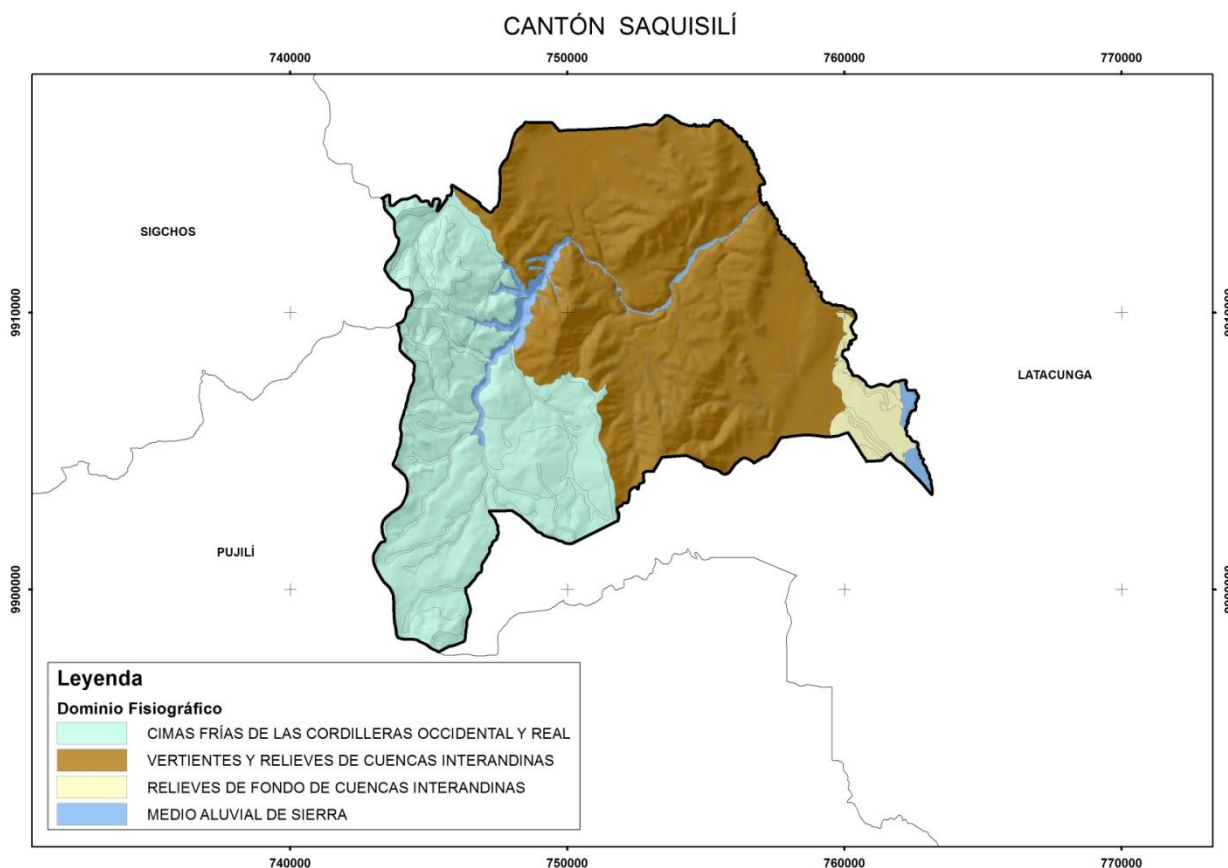 CANTÓN SAQUISILÍ
740000 750000 760000 770000
SIGCHOS
9910000 9910000
LATACUNGA
PUJILÍ
9900000 9900000
Leyenda
Dominio Fisiográfico
CIMAS FRÍAS DE LAS CORDILLERAS OCCIDENTAL Y REAL
VERTIENTES Y RELIEVES DE CUENCAS INTERANDINAS
RELIEVES DE FONDO DE CUENCAS INTERANDINAS
MEDIO ALUVIAL DE SIERRA
740000 750000 760000 770000